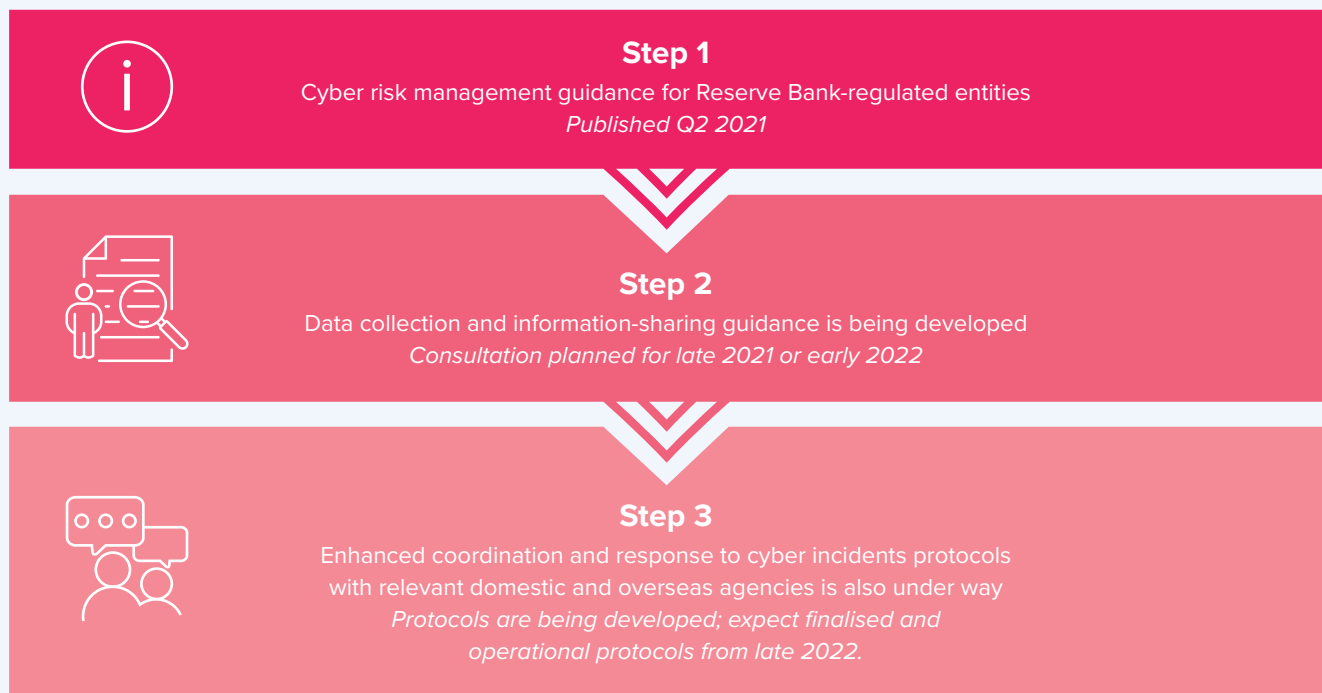 Step 1
Cyber risk management guidance for Reserve Bank-regulated entities
Published Q2 2021
Step 2
Data collection and information-sharing guidance is being developed
Consultation planned for late 2021 or early 2022
Step 3
Enhanced coordination and response to cyber incidents protocols
with relevant domestic and overseas agencies is also under way
Protocols are being developed; expect finalised and
operational protocols from late 2022.